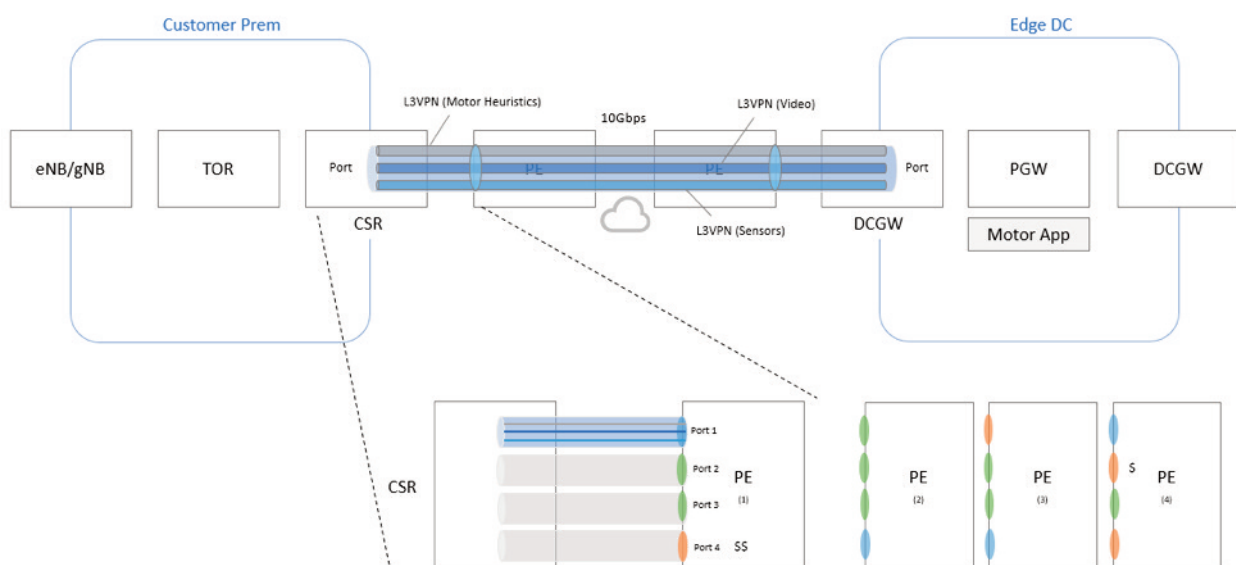 Customer Prem
Edge DC
L3VPN (Motor Heuristics)
L3VPN (Video)
10Gbps
eNB/gNB
TOR
Port
PE
PE
Port
PGW
DCGW
CSR
L3VPN (Sensors)
DCGW
Motor App
Port 1
Port 2
CSR
PE
(1)
Port 3
Port 4
$$
PE
(2)
PE
(3)
$
PE
(4)